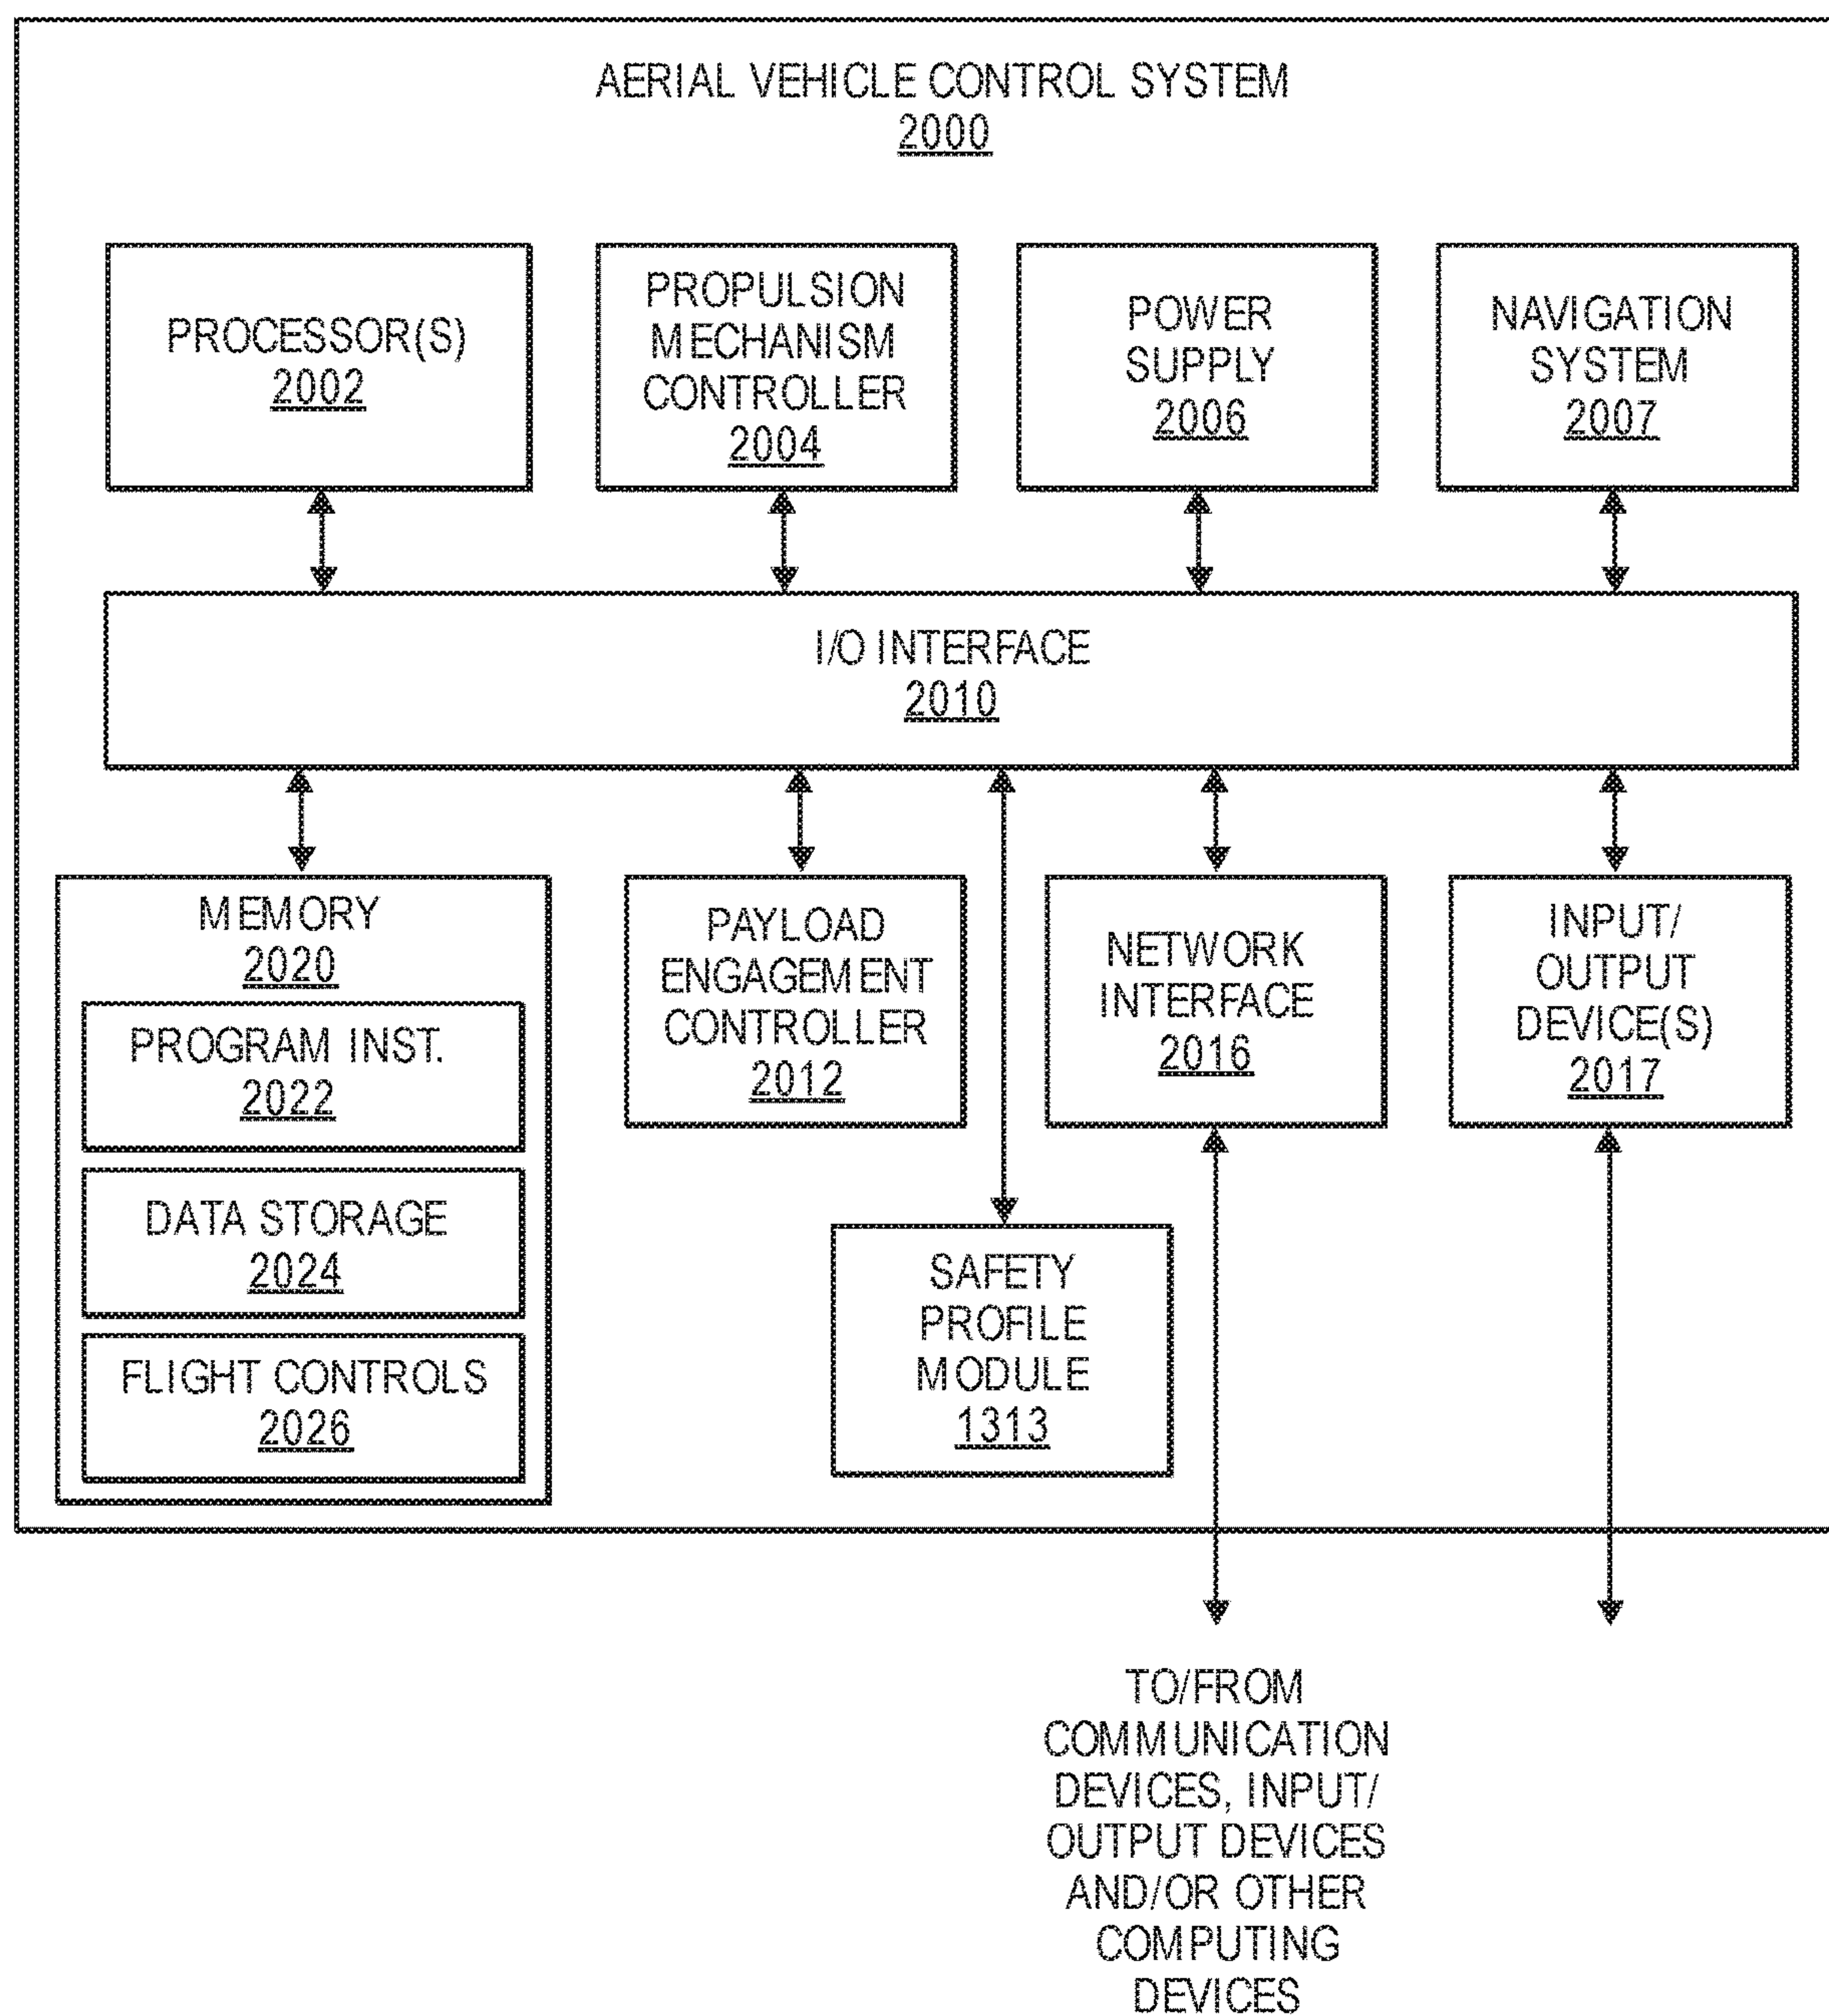 AERIAL VEHICLE CONTROL SYSTEM
2000
PROCESSOR(S)
2002
PROPULSION
MECHANISM
CONTROLLER
2004
POWER
SUPPLY
2006
NAVIGATION
SYSTEM
2007
I/O INTERFACE
2010
MEMORY
2020
PROGRAM INST.
2022
DATA STORAGE
2024
FLIGHT CONTROLS
2026
PAYLOAD
ENGAGEMENT
CONTROLLER
2012
SAFETY
PROFILE
MODULE
1313
NETWORK
INTERFACE
2016
INPUT/
OUTPUT
DEVICE(S)
2017
TO/FROM
COMMUNICATION
DEVICES, INPUT/
OUTPUT DEVICES
AND/OR OTHER
COMPUTING
DEVICES